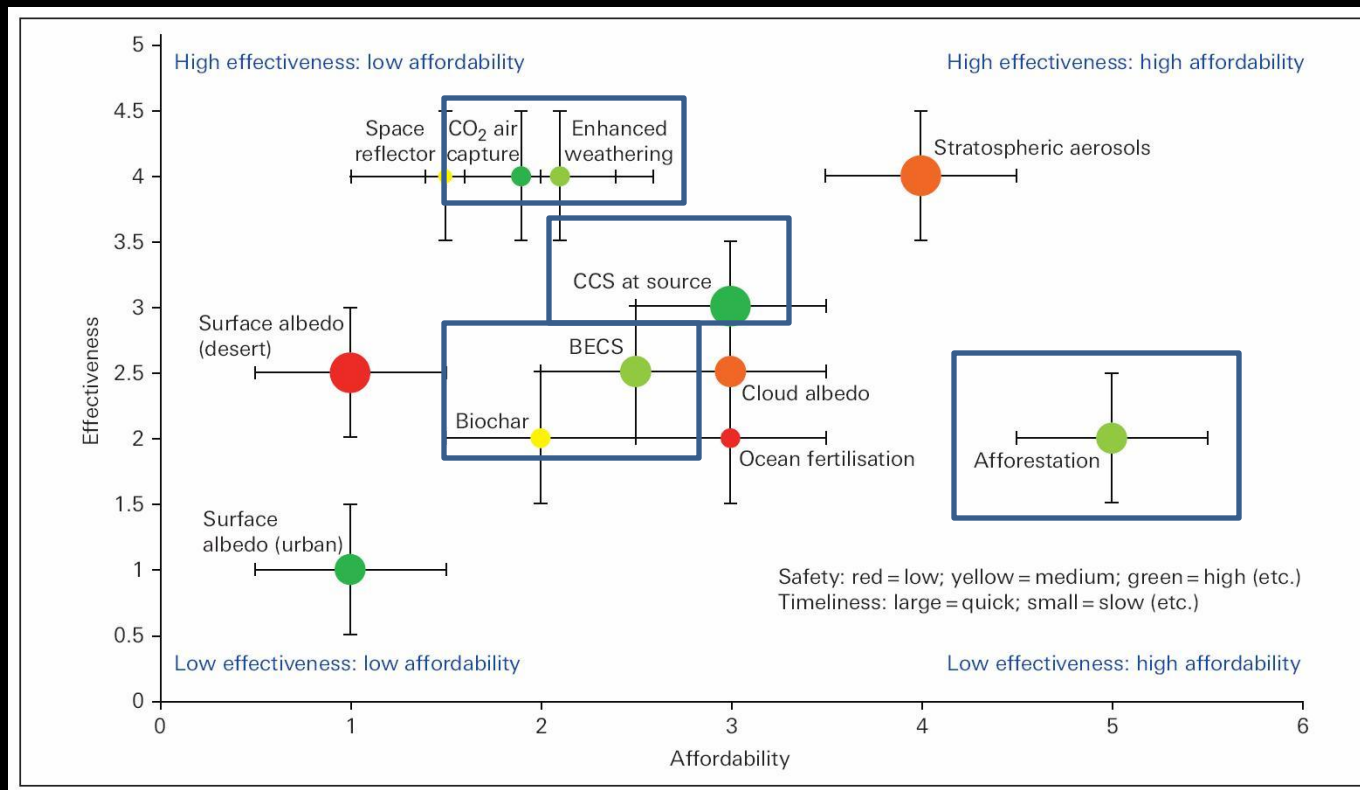 5
High effectiveness: low affordability
High effectiveness: high affordability
4.5
Space
reflector
CO₂ air
capture
Enhanced
weathering
Stratospheric aerosols
4
3.5
CCS at source
3
Surface albedo
(desert)
BECS
2.5
Cloud albedo
Biochar
2
Ocean fertilisation
Afforestation
1.5
Surface
albedo (urban)
1
Safety: red = low; yellow = medium; green = high (etc.)
Timeliness: large = quick; small = slow (etc.)
0.5
Low effectiveness: low affordability
Low effectiveness: high affordability
0
Effectiveness
0 1 2 3 4 5 6
Affordability